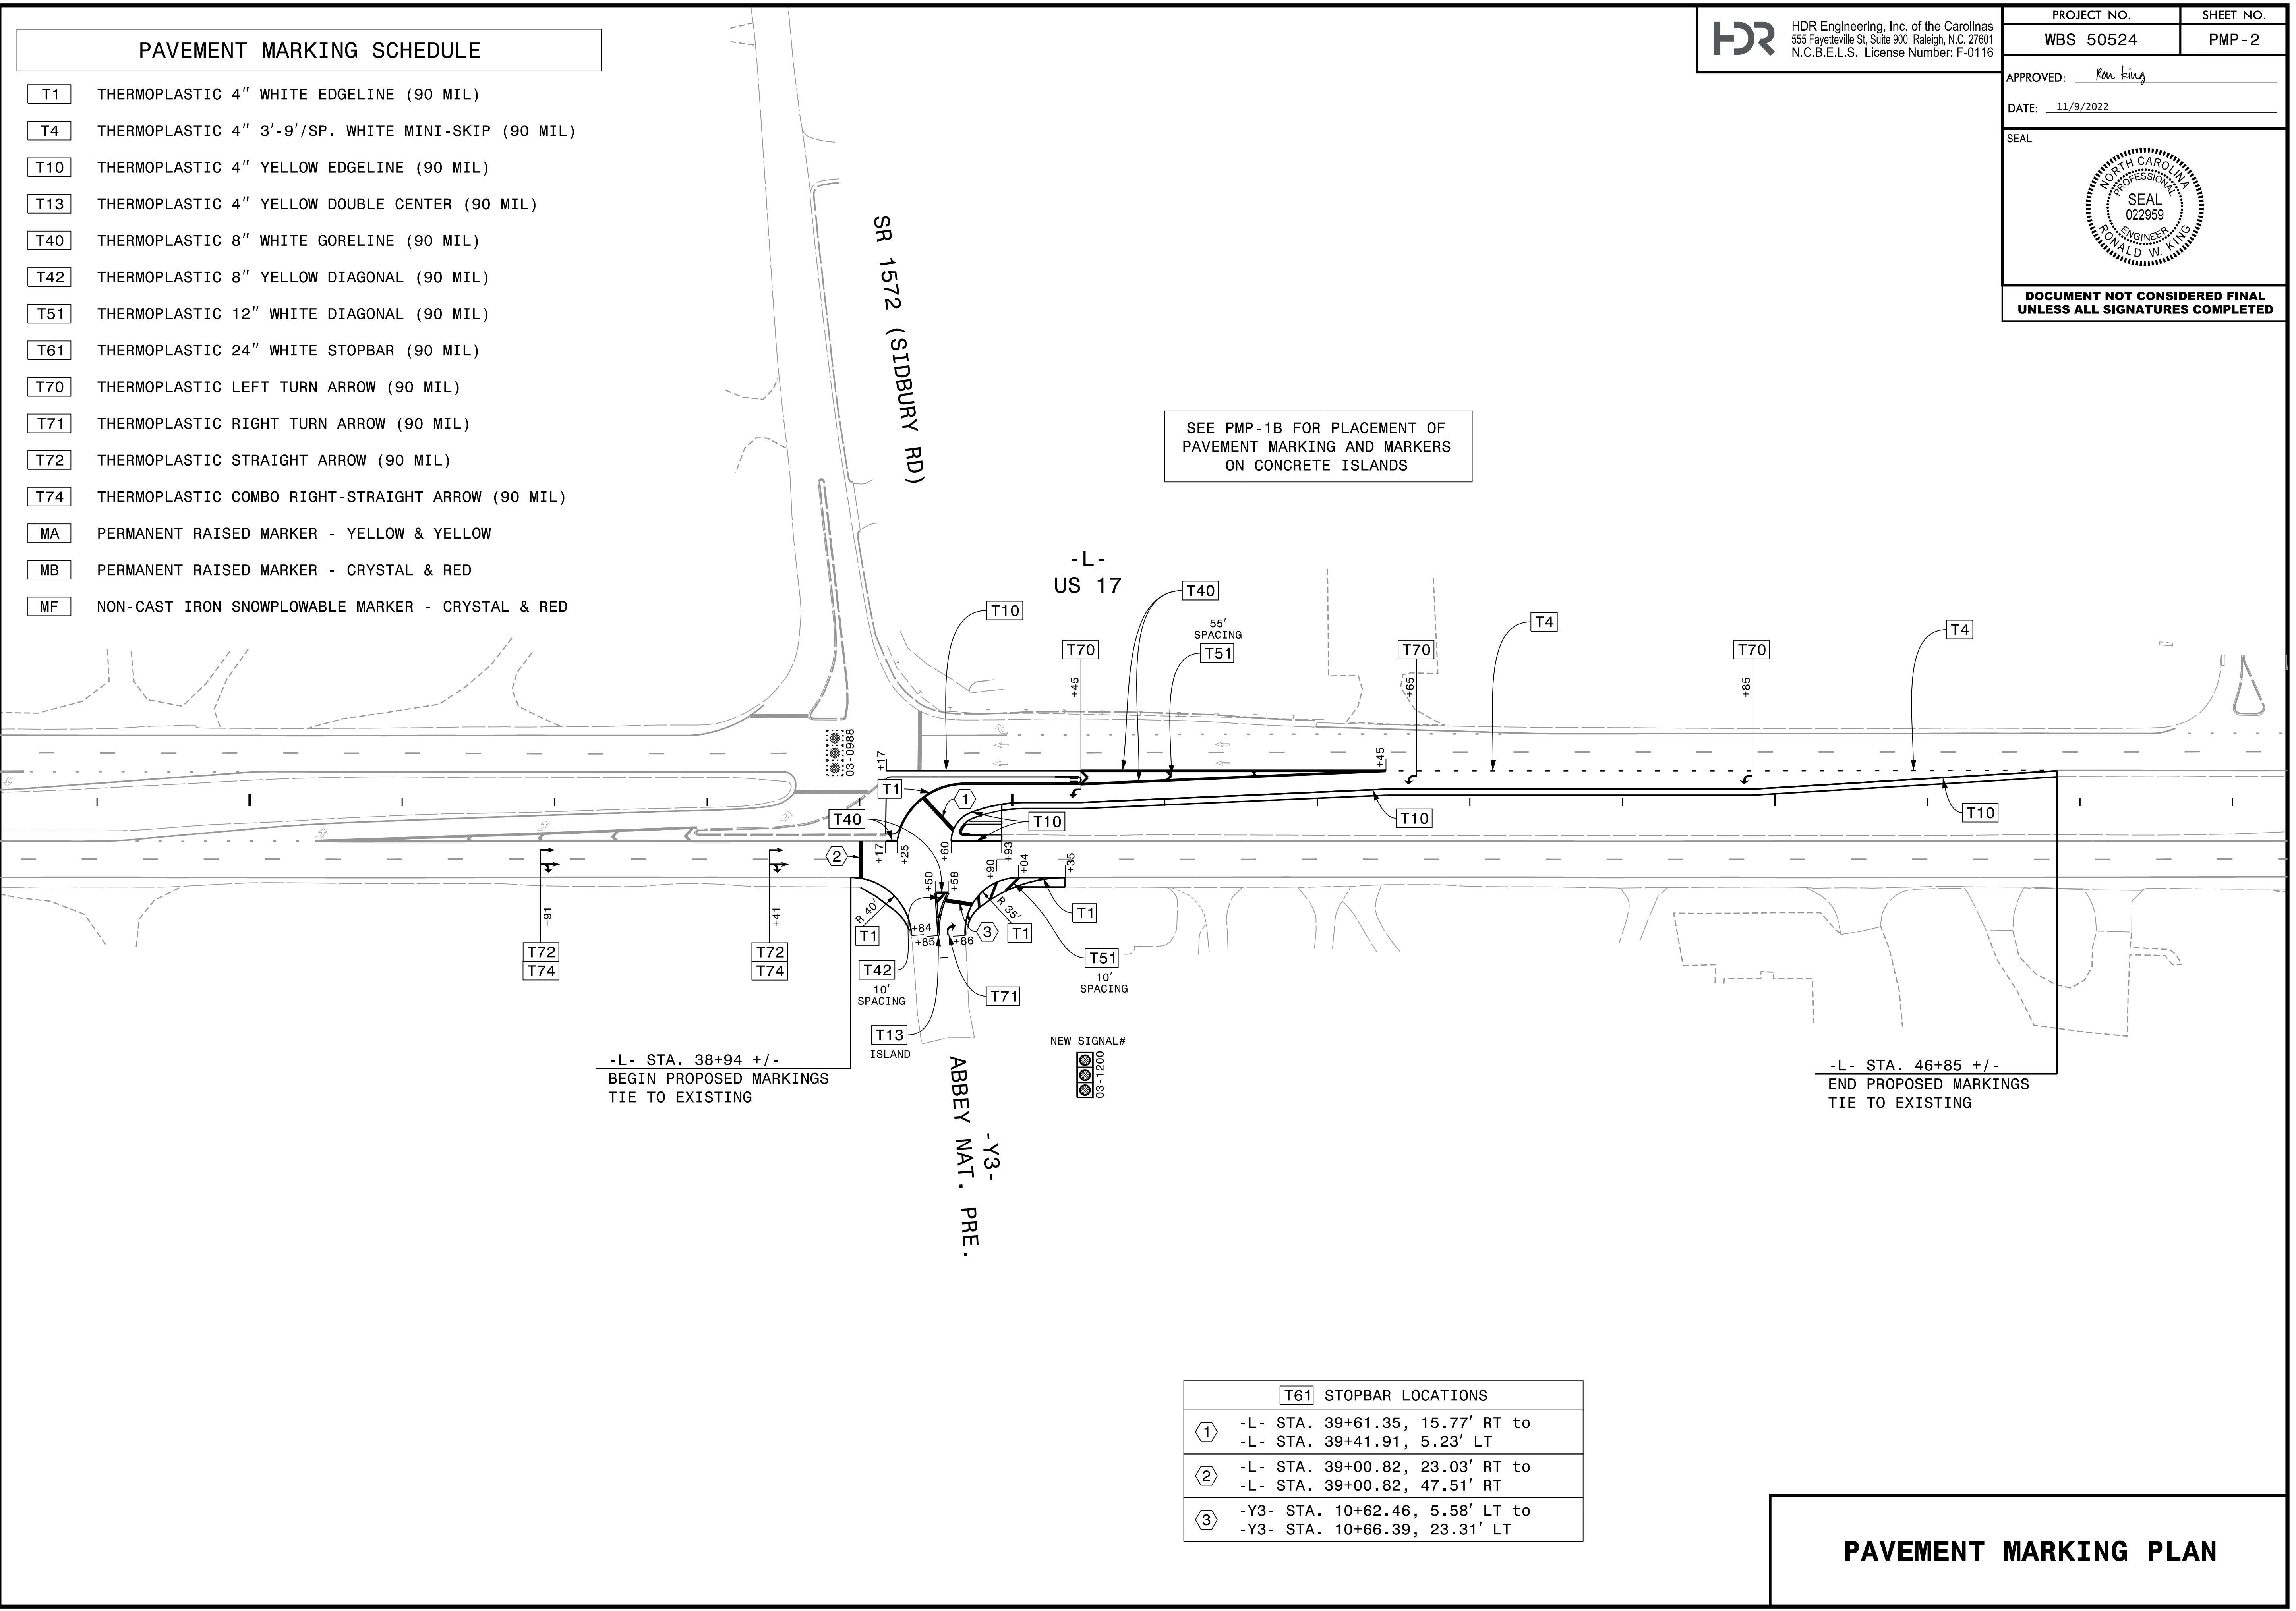 HDR
HDR Engineering, Inc. of the Carolinas
555 Fayetteville St, Suite 900 Raleigh, N.C. 27601
N.C.B.E.L.S. License Number: F-0116
PROJECT NO.
SHEET NO.
WBS 50524
PMP-2
APPROVED: Ron King
DATE: 11/9/2022
SEAL
NORTH CAROLINA
PROFESSIONAL
SEAL
022959
ENGINEER
RONALD W. KING
DOCUMENT NOT CONSIDERED FINAL
UNLESS ALL SIGNATURES COMPLETED
PAVEMENT MARKING SCHEDULE
T1 THERMOPLASTIC 4" WHITE EDGELINE (90 MIL)
T4 THERMOPLASTIC 4" 3'-9'/SP. WHITE MINI-SKIP (90 MIL)
T10 THERMOPLASTIC 4" YELLOW EDGELINE (90 MIL)
T13 THERMOPLASTIC 4" YELLOW DOUBLE CENTER (90 MIL)
T40 THERMOPLASTIC 8" WHITE GORELINE (90 MIL)
T42 THERMOPLASTIC 8" YELLOW DIAGONAL (90 MIL)
T51 THERMOPLASTIC 12" WHITE DIAGONAL (90 MIL)
T61 THERMOPLASTIC 24" WHITE STOPBAR (90 MIL)
T70 THERMOPLASTIC LEFT TURN ARROW (90 MIL)
T71 THERMOPLASTIC RIGHT TURN ARROW (90 MIL)
T72 THERMOPLASTIC STRAIGHT ARROW (90 MIL)
T74 THERMOPLASTIC COMBO RIGHT-STRAIGHT ARROW (90 MIL)
MA PERMANENT RAISED MARKER - YELLOW & YELLOW
MB PERMANENT RAISED MARKER - CRYSTAL & RED
MF NON-CAST IRON SNOWPLOWABLE MARKER - CRYSTAL & RED
SR 1572 (SIDBURY RD)
SEE PMP-1B FOR PLACEMENT OF
PAVEMENT MARKING AND MARKERS
ON CONCRETE ISLANDS
-L-
US 17
T10
T40
55'
SPACING
T51
T70
+45
T70
+65
T4
T70
+85
T4
03-0988
+17
+45
T1
1
T40
T10
T10
T10
2
+17
+25
+60
+93
+50
+58
+90
+04
+35
+91
+41
R 40'
R 35'
T1
+84
+85
+86
3
T1
T1
T72
T74
T72
T74
T42
10'
SPACING
T51
10'
SPACING
T71
T13
ISLAND
NEW SIGNAL#
03-1200
-L- STA. 38+94 +/-
BEGIN PROPOSED MARKINGS
TIE TO EXISTING
-L- STA. 46+85 +/-
END PROPOSED MARKINGS
TIE TO EXISTING
-Y3-
ABBEY NAT. PRE.
T61 STOPBAR LOCATIONS
1
-L- STA. 39+61.35, 15.77' RT to
-L- STA. 39+41.91, 5.23' LT
2
-L- STA. 39+00.82, 23.03' RT to
-L- STA. 39+00.82, 47.51' RT
3
-Y3- STA. 10+62.46, 5.58' LT to
-Y3- STA. 10+66.39, 23.31' LT
PAVEMENT MARKING PLAN